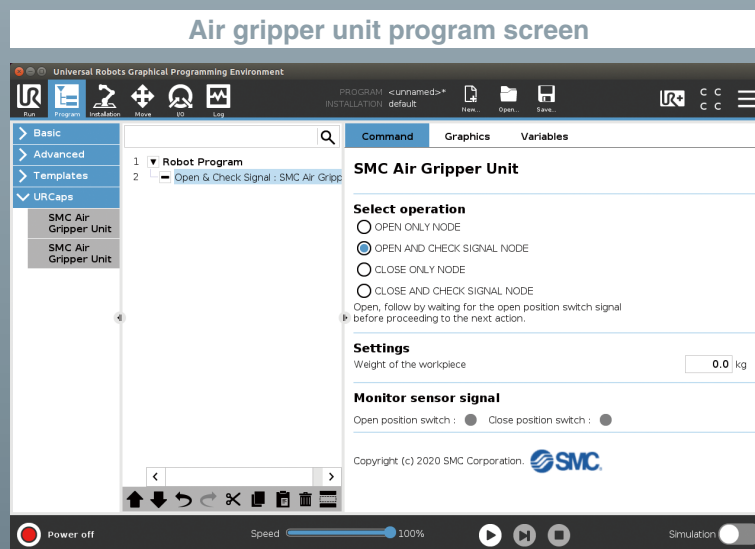 Air gripper unit program screen
Universal Robots Graphical Programming Environment
PROGRAM <unnamed>*
INSTALLATION default
Run Program Installation Move I/O Log New... Open... Save...
UR+
C C
C C
Basic
Advanced
Templates
URCaps
SMC Air
Gripper Unit
SMC Air
Gripper Unit
1 Robot Program
2 Open & Check Signal : SMC Air Gripp
Command Graphics Variables
SMC Air Gripper Unit
Select operation
OPEN ONLY NODE
OPEN AND CHECK SIGNAL NODE
CLOSE ONLY NODE
CLOSE AND CHECK SIGNAL NODE
Open, follow by waiting for the open position switch signal
before proceeding to the next action.
Settings
Weight of the workpiece 0.0 kg
Monitor sensor signal
Open position switch : Close position switch :
Copyright (c) 2020 SMC Corporation. SMC.
Power off Speed 100% Simulation